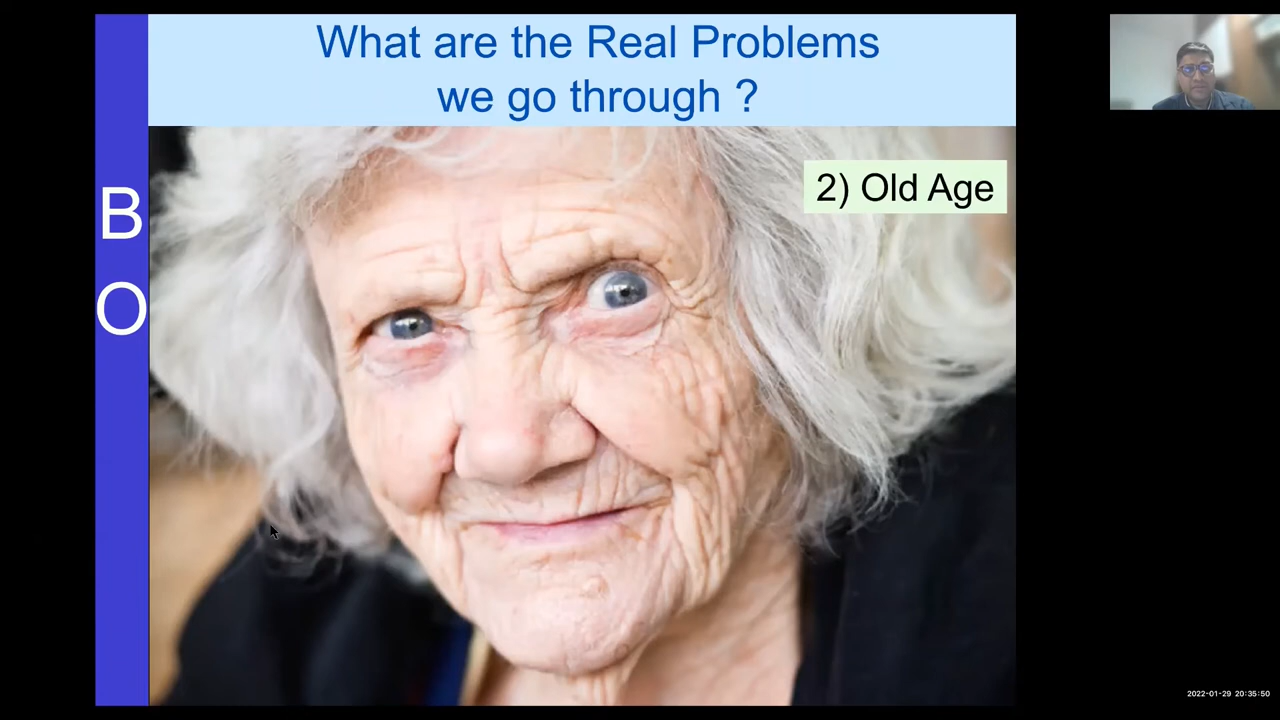 What are the Real Problems
we go through ?
B
O
2) Old Age
2022-01-29 20:35:50